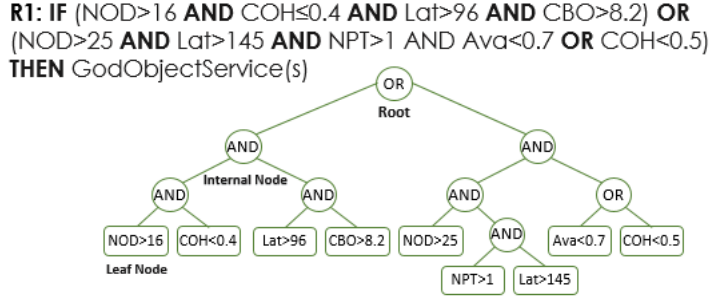 R1: IF (NOD>16 AND COH≤0.4 AND Lat>96 AND CBO>8.2) OR
(NOD>25 AND Lat>145 AND NPT>1 AND Ava<0.7 OR COH<0.5)
THEN GodObjectService(s)
OR
Root
AND
AND
Internal Node
AND
AND
AND
OR
NOD>16
COH<0.4
Lat>96
CBO>8.2
NOD>25
AND
Ava<0.7
COH<0.5
Leaf Node
NPT>1
Lat>145